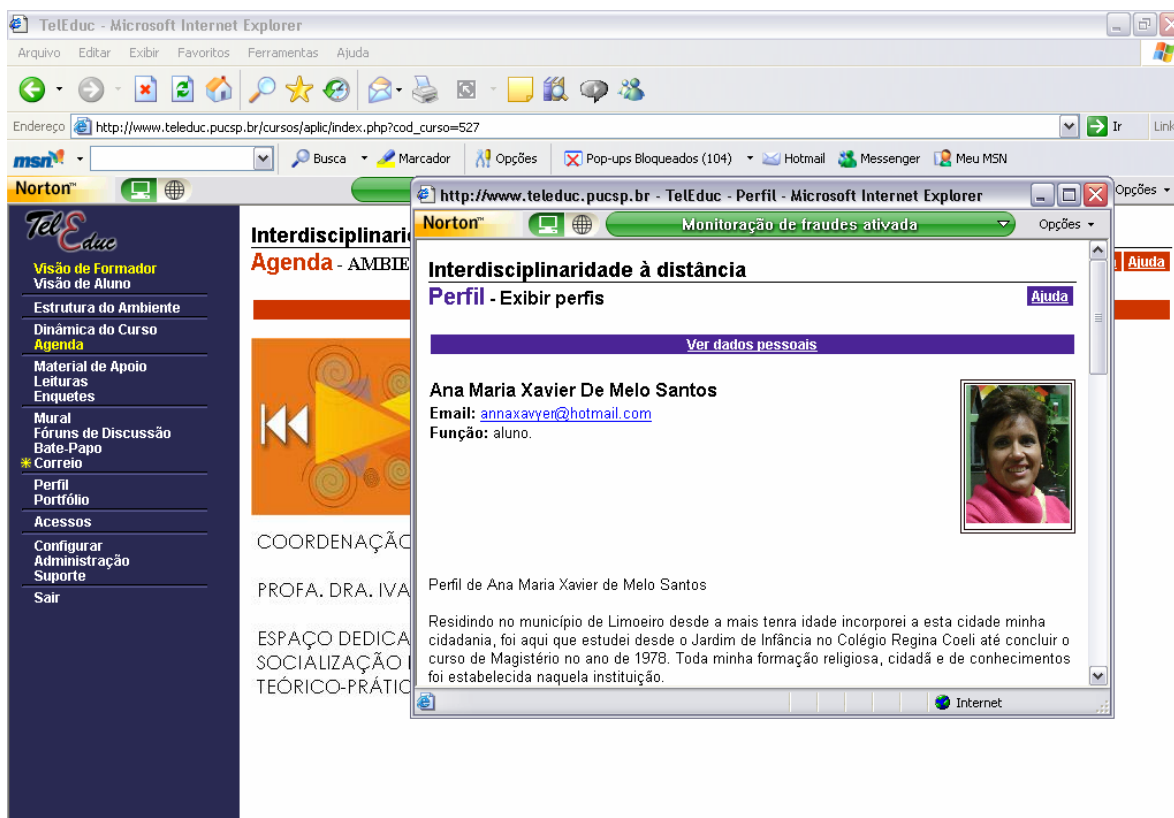 TelEduc - Microsoft Internet Explorer
Arquivo Editar Exibir Favoritos Ferramentas Ajuda
Endereço http://www.teleduc.pucsp.br/cursos/aplic/index.php?cod_curso=527 Ir Link
msn Busca Marcador Opções Pop-ups Bloqueados (104) Hotmail Messenger Meu MSN
Norton™ Opções
TelEduc
Visão de Formador
Visão de Aluno
Estrutura do Ambiente
Dinâmica do Curso
Agenda
Material de Apoio
Leituras
Enquetes
Mural
Fóruns de Discussão
Bate-Papo
Correio
Perfil
Portfólio
Acessos
Configurar
Administração
Suporte
Sair
Interdisciplinari
Agenda - AMBIE
Ajuda
COORDENAÇÃO
PROFA. DRA. IVA
ESPAÇO DEDICA
SOCIALIZAÇÃO
TEÓRICO-PRÁTIC
http://www.teleduc.pucsp.br - TelEduc - Perfil - Microsoft Internet Explorer
Norton™ Monitoração de fraudes ativada Opções
Interdisciplinaridade à distância
Perfil - Exibir perfis Ajuda
Ver dados pessoais
Ana Maria Xavier De Melo Santos
Email: annaxavyer@hotmail.com
Função: aluno.
Perfil de Ana Maria Xavier de Melo Santos
Residindo no município de Limoeiro desde a mais tenra idade incorporei a esta cidade minha
cidadania, foi aqui que estudei desde o Jardim de Infância no Colégio Regina Coeli até concluir o
curso de Magistério no ano de 1978. Toda minha formação religiosa, cidadã e de conhecimentos
foi estabelecida naquela instituição.
Internet